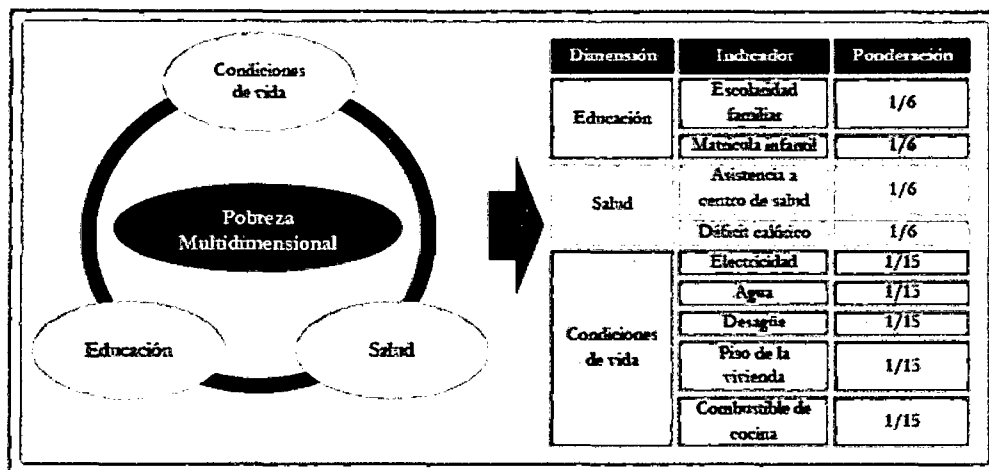 Condiciones
de vida
Pobreza
Multidimensional
Educación
Salud
Dimensión Indicador Ponderación
Educación
Escolaridad
familiar
1/6
Matrícula infantil 1/6
Salud
Asistencia a
centro de salud
1/6
Déficit calórico 1/6
Condiciones
de vida
Electricidad 1/15
Agua 1/15
Desagüe 1/15
Piso de la
vivienda
1/15
Combustible de
cocina
1/15